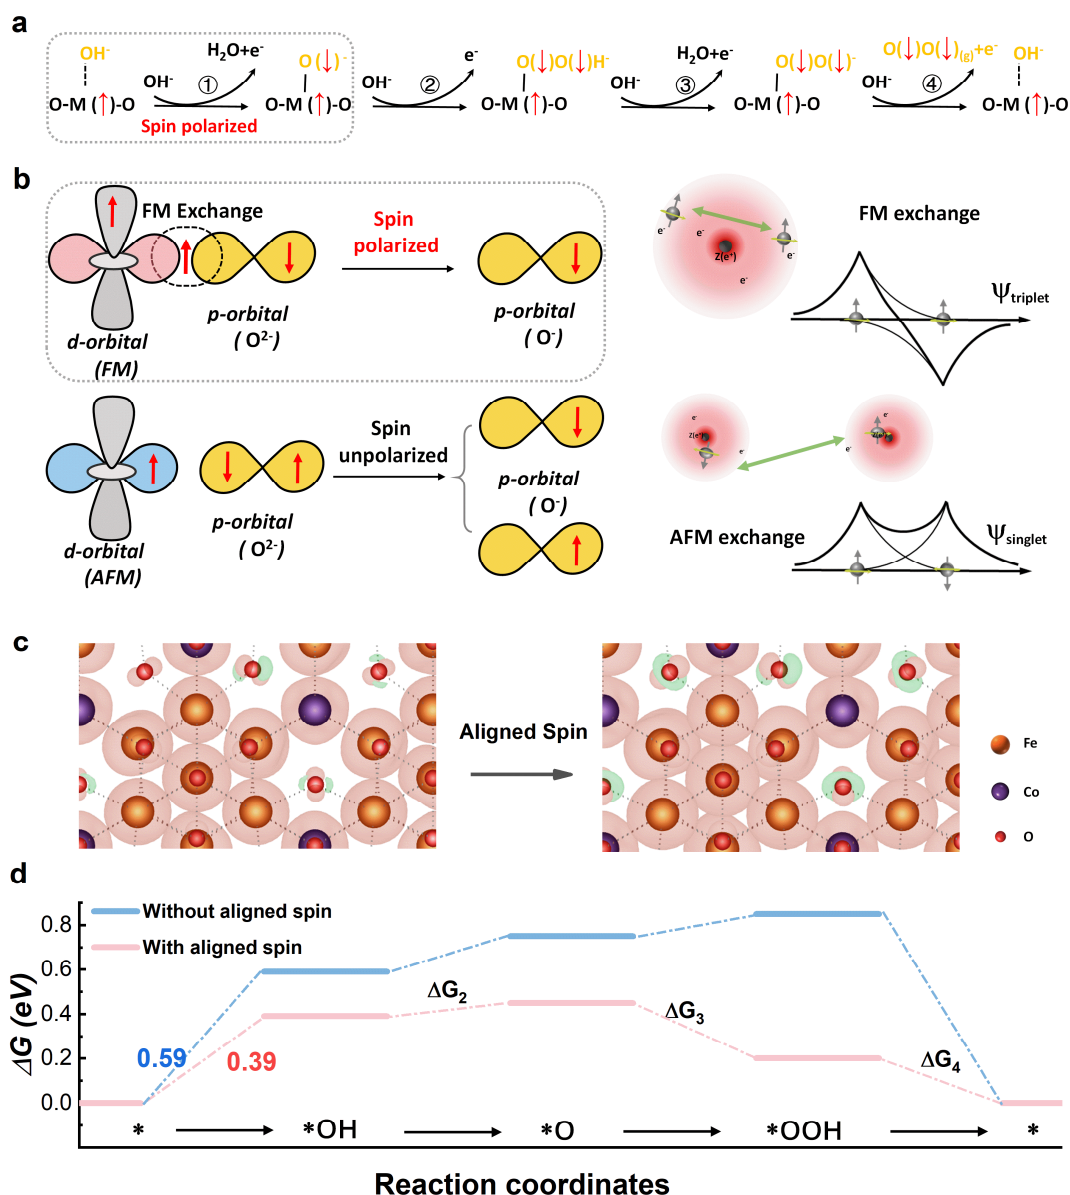 a
OH-
H₂O+e-
O (↓) -
e-
O(↓)O(↓)H-
H₂O+e-
O(↓)O(↓)-
O(↓)O(↓)(g)+e-
OH-
OH- ①
OH- ②
OH- ③
OH- ④
O-M (↑)-O
M (↑)-O
O-M (↑)-O
O-M (↑)-O
O-M (↑)-O
Spin polarized
b
FM Exchange
Spin
polarized
p-orbital
( O²⁻)
p-orbital
( O⁻)
d-orbital
(FM)
e-
e-
Z(e⁺)
e-
e-
FM exchange
Ψtriplet
Spin
unpolarized
p-orbital
( O²⁻)
p-orbital
( O⁻)
d-orbital
(AFM)
e-
Z(e⁺)
e-
e-
e-
AFM exchange
Ψsinglet
c
Aligned Spin
Fe
Co
O
d
Without aligned spin
With aligned spin
ΔG (eV)
0.8
0.6
0.4
0.2
0.0
0.59
0.39
ΔG₂
ΔG₃
ΔG₄
*
*OH
*O
*OOH
*
Reaction coordinates